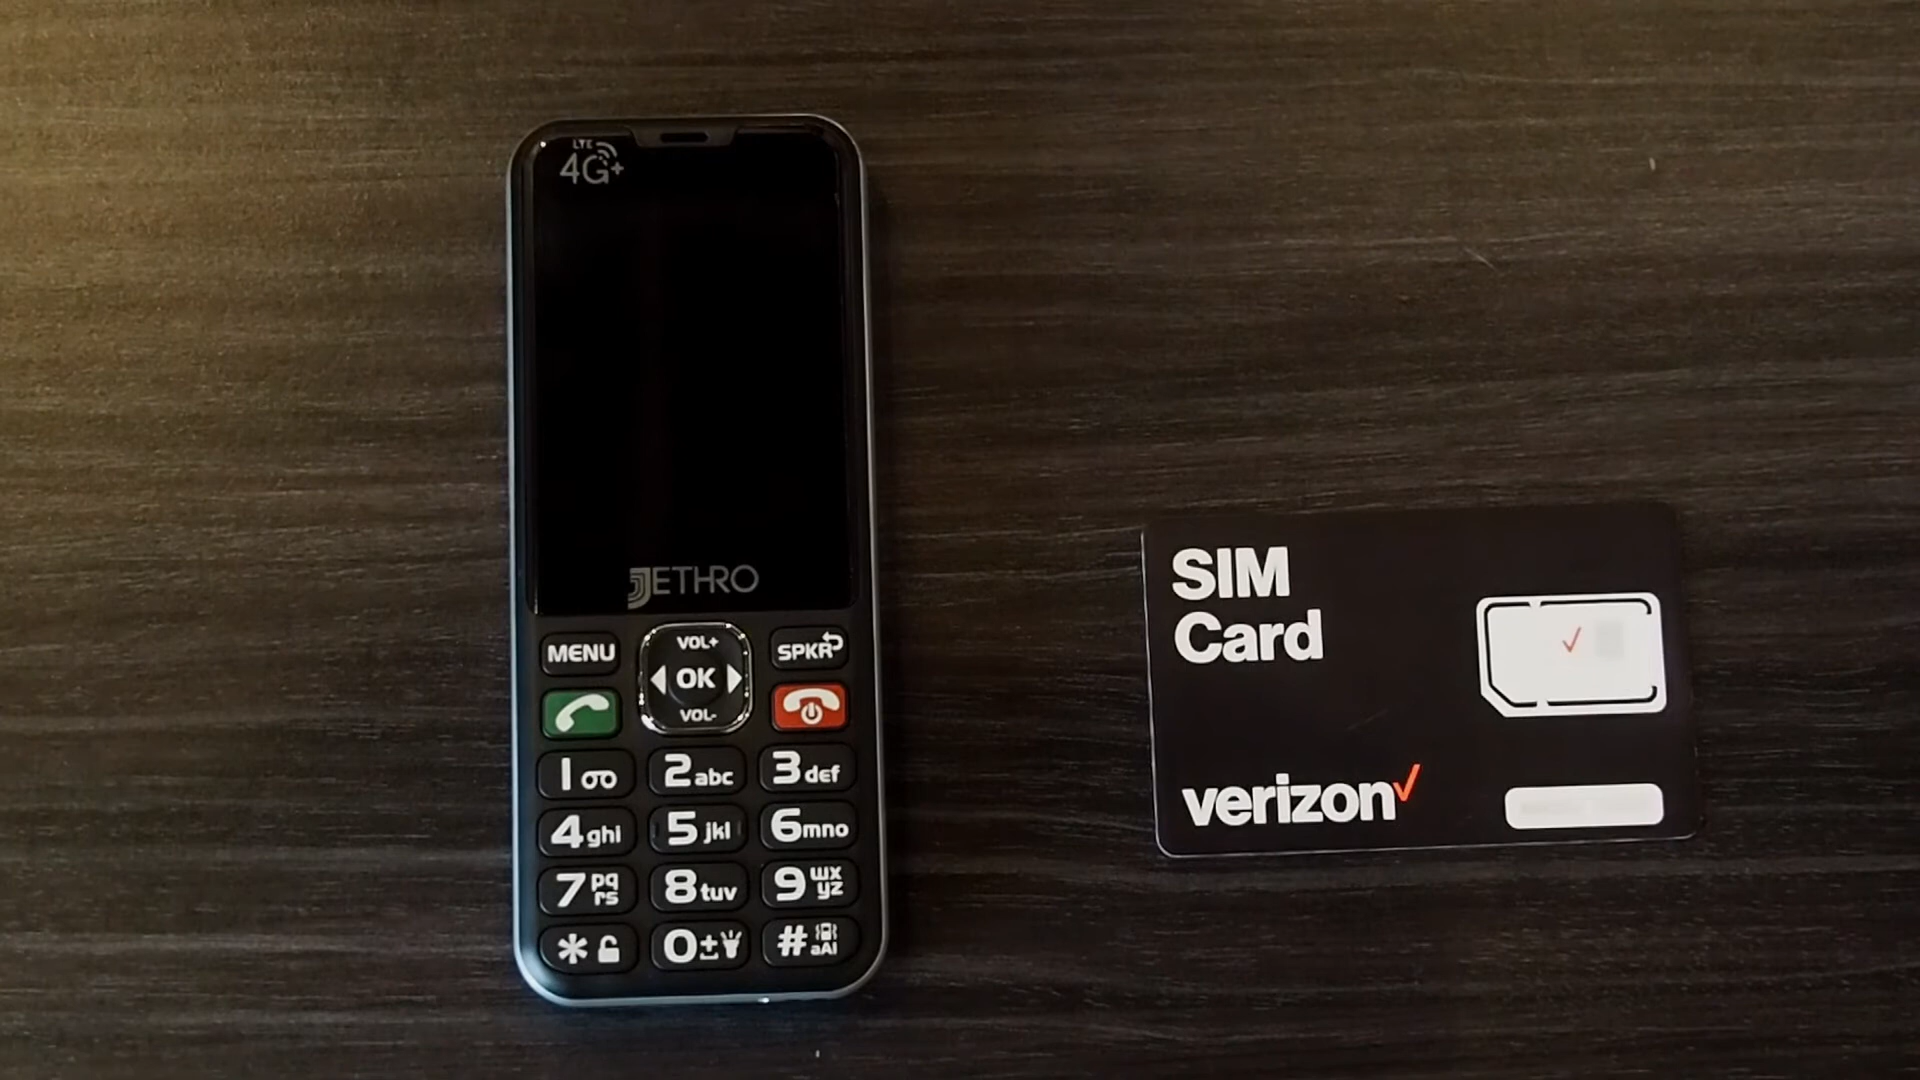 LTE
4G+
JETHRO
MENU
VOL+
SPKR
OK
VOL-
1
2abc
3def
4ghi
5jkl
6mno
7pqrs
8tuv
9wxyz
*
0±
#aAI
SIM
Card
verizon